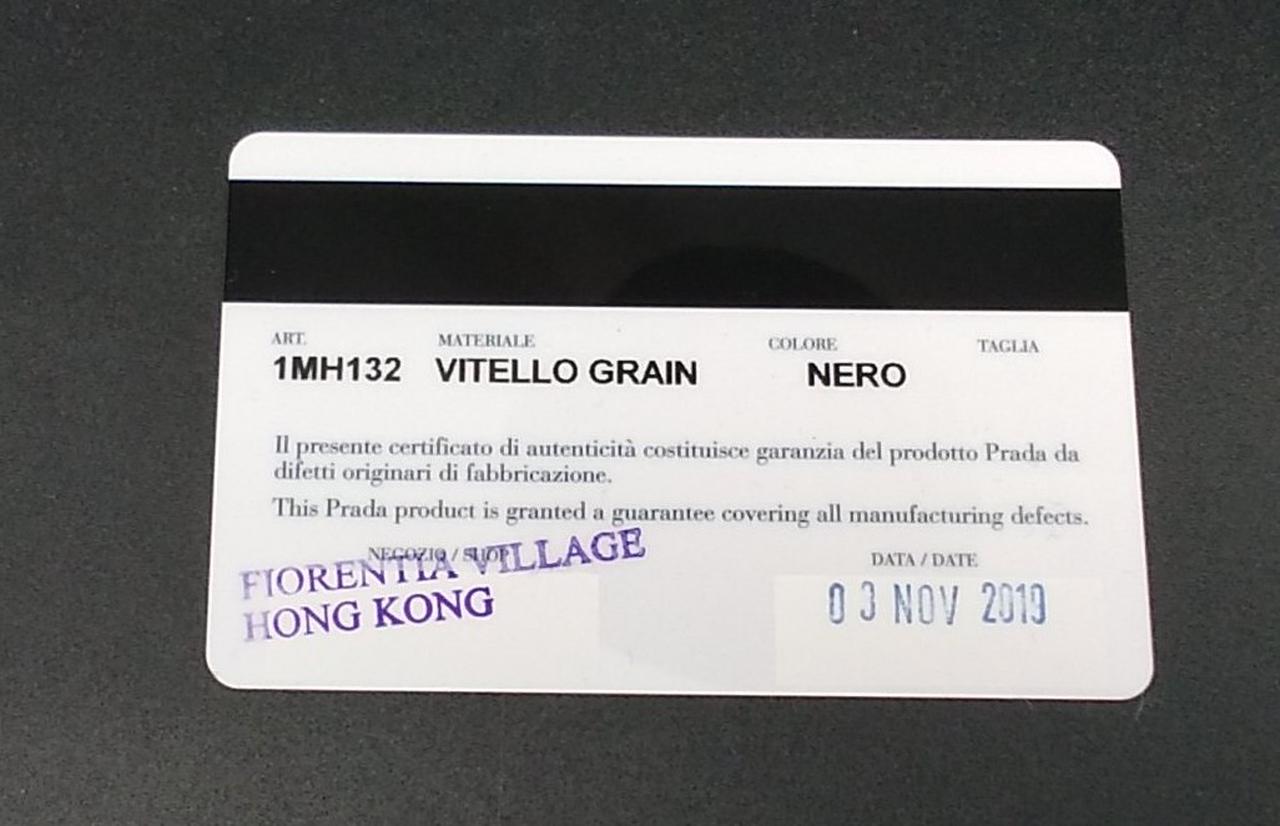 ART. MATERIALE COLORE TAGLIA
1MH132 VITELLO GRAIN NERO
Il presente certificato di autenticità costituisce garanzia del prodotto Prada da
difetti originari di fabbricazione.
This Prada product is granted a guarantee covering all manufacturing defects.
NEGOZIO / SHOP DATA / DATE
FIORENTIA VILLAGE
HONG KONG
03 NOV 2019